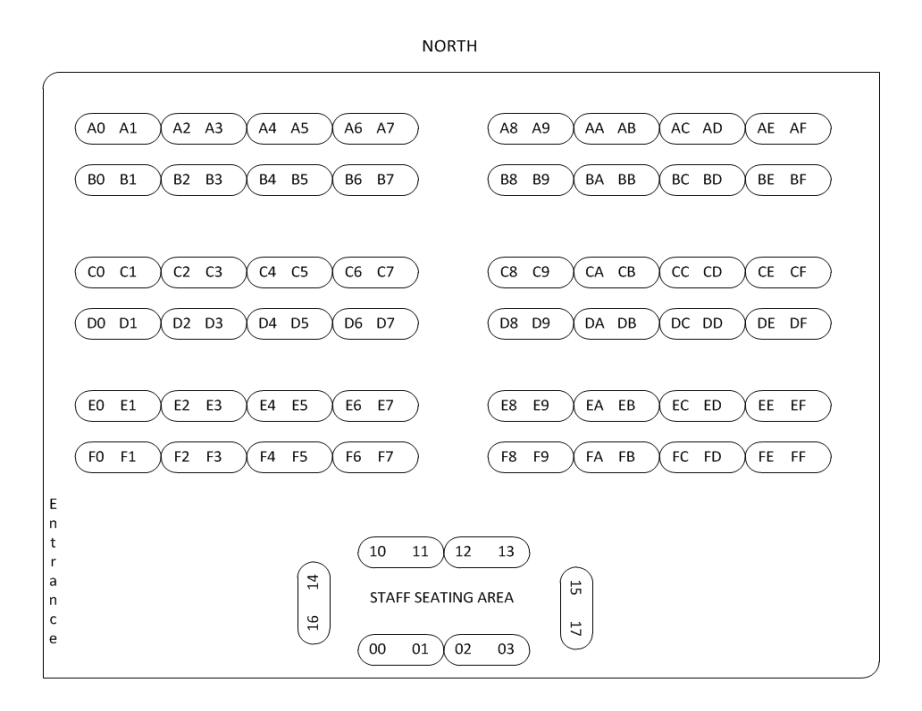 NORTH
A0 A1 A2 A3 A4 A5 A6 A7 A8 A9 AA AB AC AD AE AF
B0 B1 B2 B3 B4 B5 B6 B7 B8 B9 BA BB BC BD BE BF
C0 C1 C2 C3 C4 C5 C6 C7 C8 C9 CA CB CC CD CE CF
D0 D1 D2 D3 D4 D5 D6 D7 D8 D9 DA DB DC DD DE DF
E0 E1 E2 E3 E4 E5 E6 E7 E8 E9 EA EB EC ED EE EF
F0 F1 F2 F3 F4 F5 F6 F7 F8 F9 FA FB FC FD FE FF
Entrance
10 11 12 13
16 14
STAFF SEATING AREA
15 17
00 01 02 03